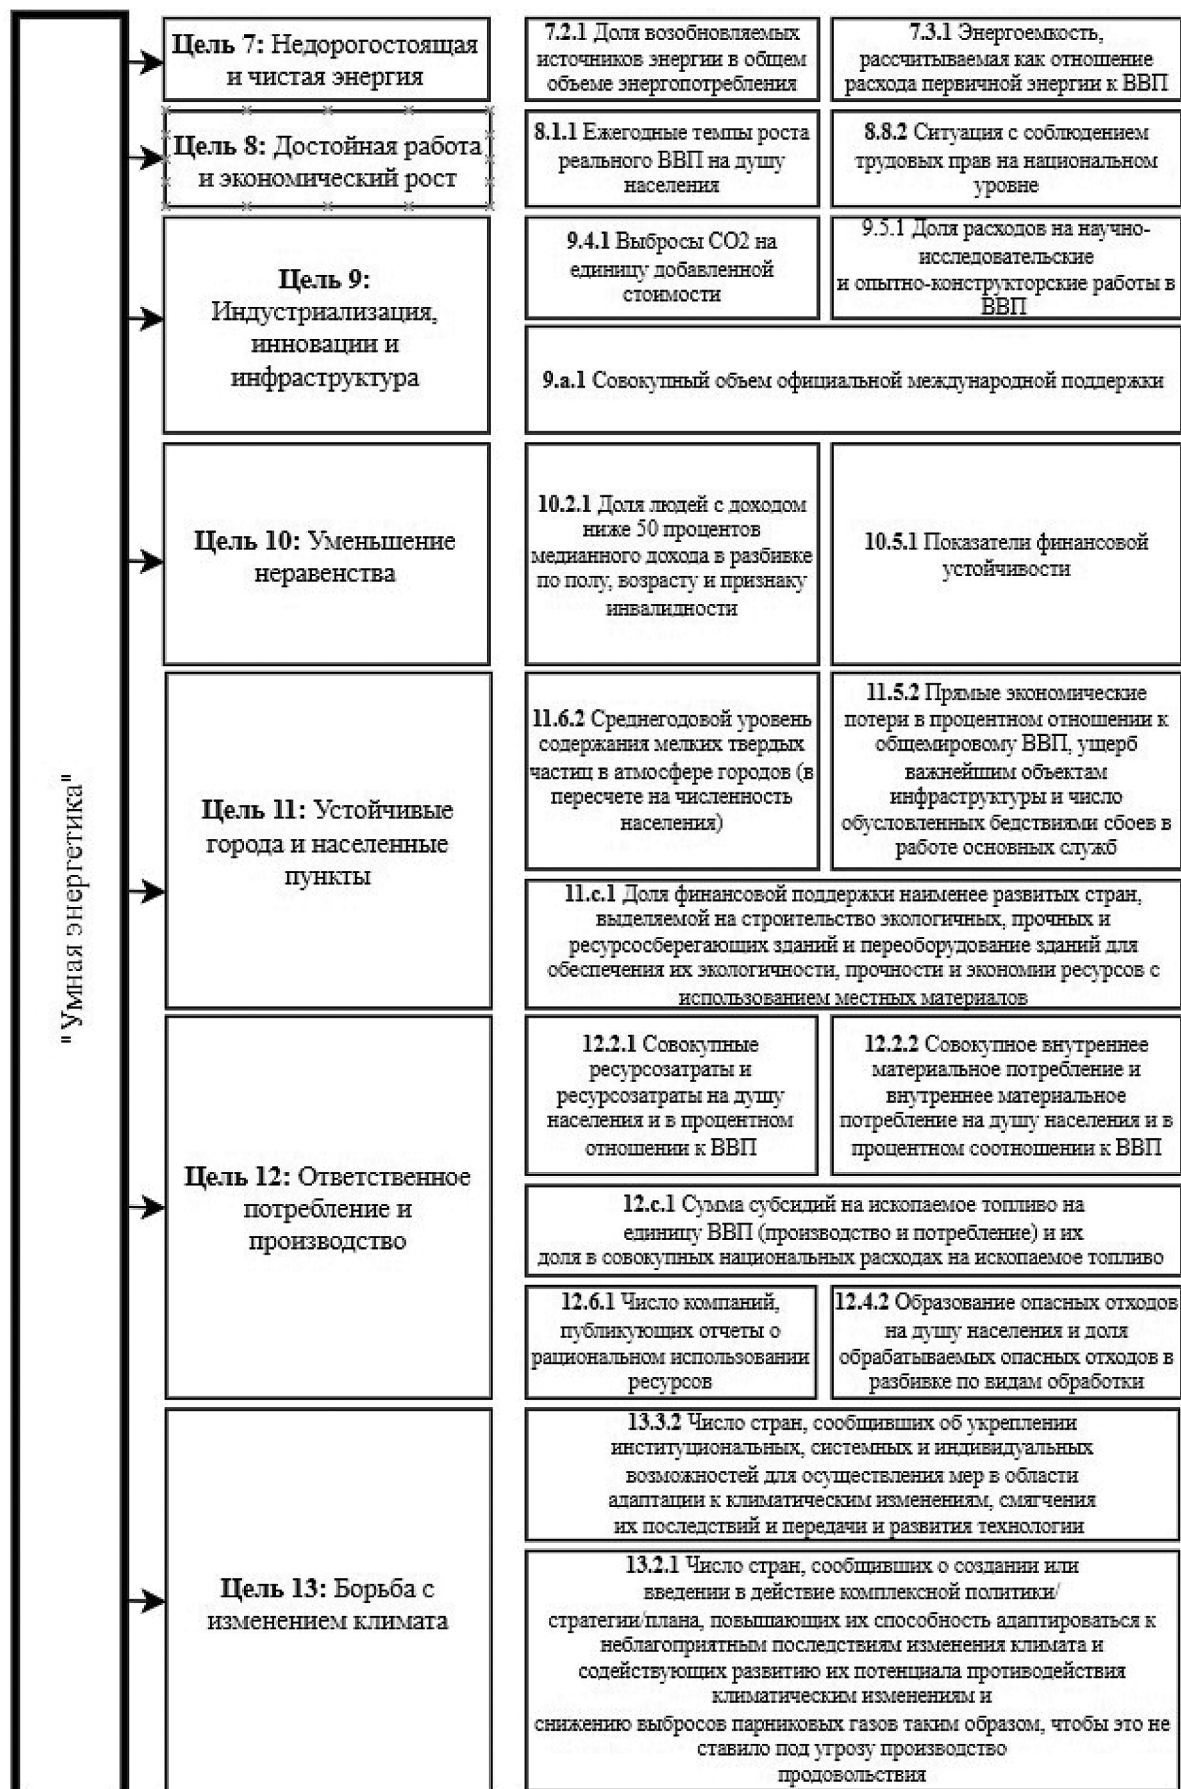 "Умная энергетика"
Цель 7: Недорогостоящая
и чистая энергия
7.2.1 Доля возобновляемых
источников энергии в общем
объеме энергопотребления
7.3.1 Энергоемкость,
рассчитываемая как отношение
расхода первичной энергии к ВВП
Цель 8: Достойная работа
и экономический рост
8.1.1 Ежегодные темпы роста
реального ВВП на душу
населения
8.8.2 Ситуация с соблюдением
трудовых прав на национальном
уровне
Цель 9:
Индустриализация,
инновации и
инфраструктура
9.4.1 Выбросы СО2 на
единицу добавленной
стоимости
9.5.1 Доля расходов на научно-
исследовательские
и опытно-конструкторские работы в
ВВП
9.a.1 Совокупный объем официальной международной поддержки
Цель 10: Уменьшение
неравенства
10.2.1 Доля людей с доходом
ниже 50 процентов
медианного дохода в разбивке
по полу, возрасту и признаку
инвалидности
10.5.1 Показатели финансовой
устойчивости
Цель 11: Устойчивые
города и населенные
пункты
11.6.2 Среднегодовой уровень
содержания мелких твердых
частиц в атмосфере городов (в
пересчете на численность
населения)
11.5.2 Прямые экономические
потери в процентном отношении к
общемировому ВВП, ущерб
важнейшим объектам
инфраструктуры и число
обусловленных бедствиями сбоев в
работе основных служб
11.c.1 Доля финансовой поддержки наименее развитых стран,
выделяемой на строительство экологичных, прочных и
ресурсосберегающих зданий и переоборудование зданий для
обеспечения их экологичности, прочности и экономии ресурсов с
использованием местных материалов
Цель 12: Ответственное
потребление и
производство
12.2.1 Совокупные
ресурсозатраты и
ресурсозатраты на душу
населения и в процентном
отношении к ВВП
12.2.2 Совокупное внутреннее
материальное потребление и
внутреннее материальное
потребление на душу населения и в
процентном соотношении к ВВП
12.c.1 Сумма субсидий на ископаемое топливо на
единицу ВВП (производство и потребление) и их
доля в совокупных национальных расходах на ископаемое топливо
12.6.1 Число компаний,
публикующих отчеты о
рациональном использовании
ресурсов
12.4.2 Образование опасных отходов
на душу населения и доля
обрабатываемых опасных отходов в
разбивке по видам обработки
Цель 13: Борьба с
изменением климата
13.3.2 Число стран, сообщивших об укреплении
институциональных, системных и индивидуальных
возможностей для осуществления мер в области
адаптации к климатическим изменениям, смягчения
их последствий и передачи и развития технологии
13.2.1 Число стран, сообщивших о создании или
введении в действие комплексной политики/
стратегии/плана, повышающих их способность адаптироваться к
неблагоприятным последствиям изменения климата и
содействующих развитию их потенциала противодействия
климатическим изменениям и
снижению выбросов парниковых газов таким образом, чтобы это не
ставило под угрозу производство
продовольствия